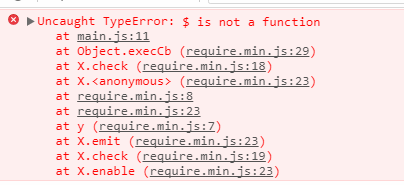 Uncaught TypeError: $ is not a function
at main.js:11
at Object.execCb (require.min.js:29)
at X.check (require.min.js:18)
at X.<anonymous> (require.min.js:23)
at require.min.js:8
at require.min.js:23
at y (require.min.js:7)
at X.emit (require.min.js:23)
at X.check (require.min.js:19)
at X.enable (require.min.js:23)